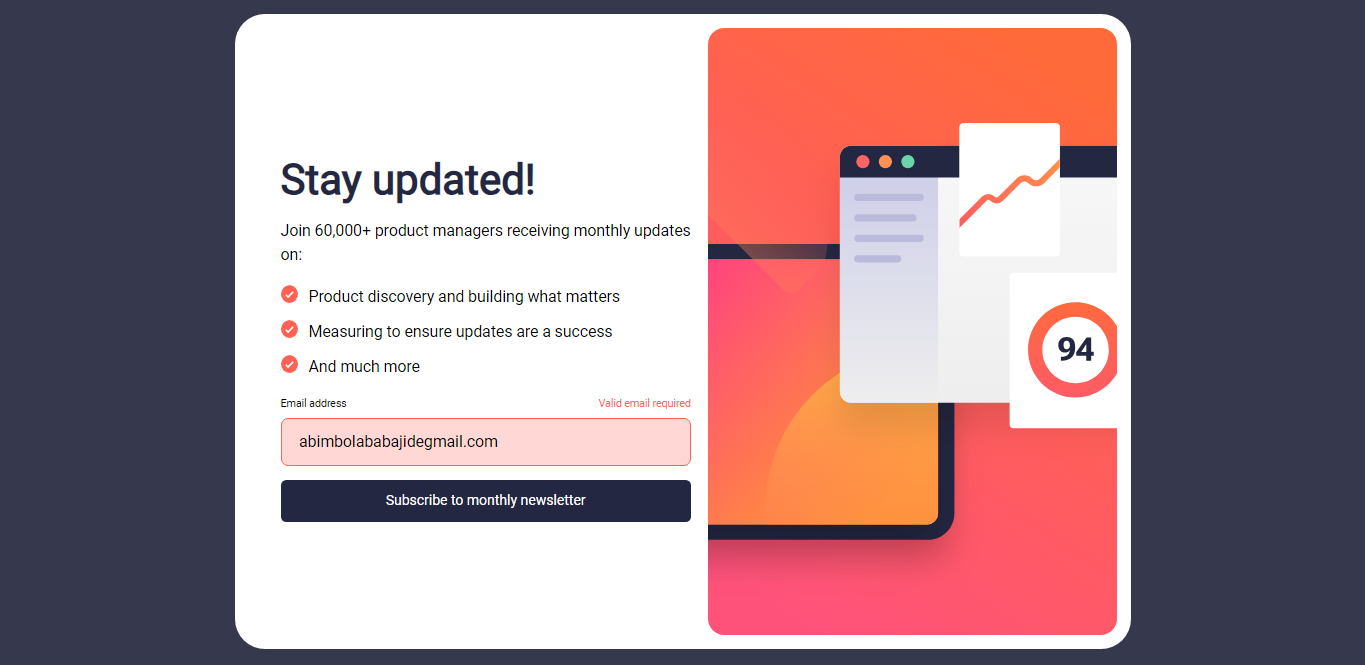 Stay updated!
Join 60,000+ product managers receiving monthly updates
on:
Product discovery and building what matters
Measuring to ensure updates are a success
And much more
Email address
Valid email required
abimbolababajidegmail.com
Subscribe to monthly newsletter
94